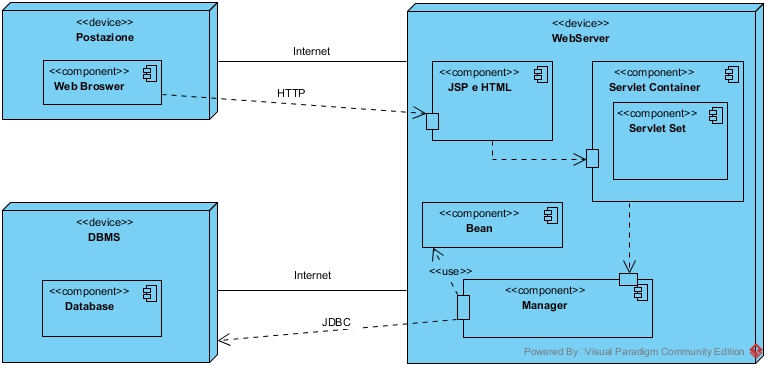 <<device>>
Postazione
<<component>>
Web Broswer
Internet
HTTP
<<device>>
WebServer
<<component>>
JSP e HTML
<<component>>
Servlet Container
<<component>>
Servlet Set
<<device>>
DBMS
<<component>>
Database
Internet
JDBC
<<component>>
Bean
<<use>>
<<component>>
Manager
Powered By Visual Paradigm Community Edition